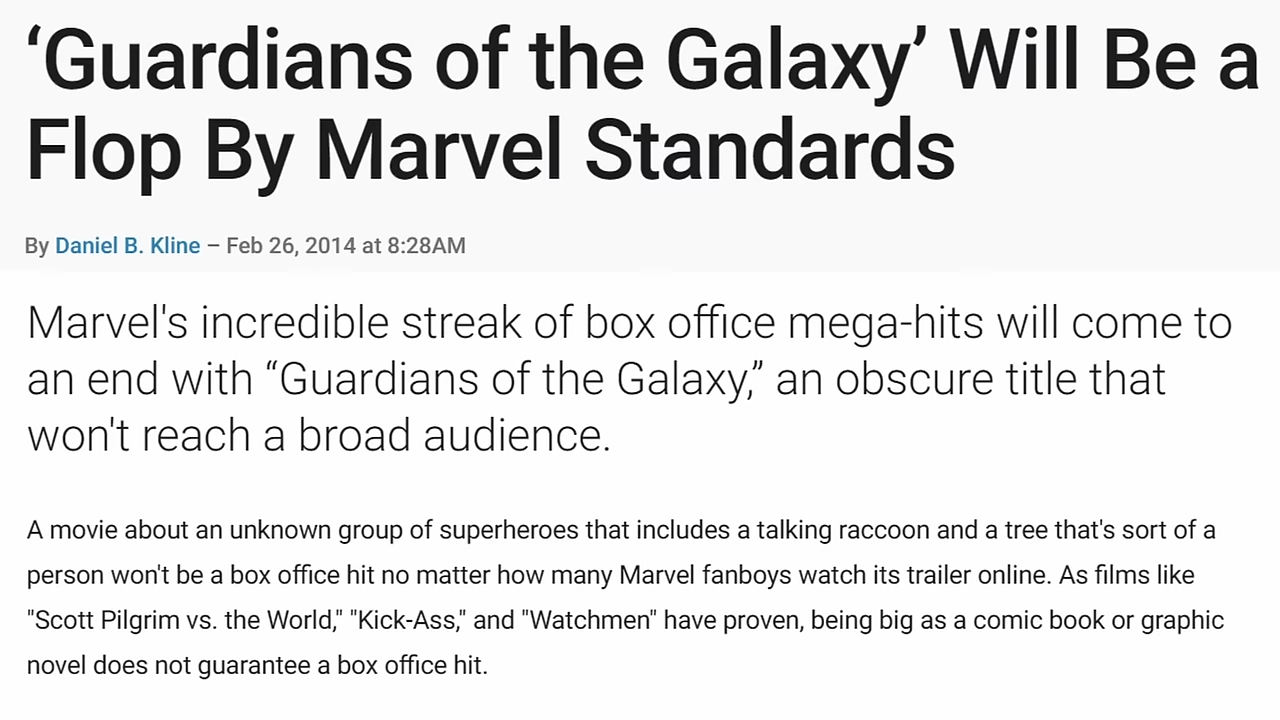 ‘Guardians of the Galaxy’ Will Be a
Flop By Marvel Standards
By Daniel B. Kline – Feb 26, 2014 at 8:28AM
Marvel's incredible streak of box office mega-hits will come to
an end with “Guardians of the Galaxy,” an obscure title that
won't reach a broad audience.
A movie about an unknown group of superheroes that includes a talking raccoon and a tree that's sort of a
person won't be a box office hit no matter how many Marvel fanboys watch its trailer online. As films like
"Scott Pilgrim vs. the World," "Kick-Ass," and "Watchmen" have proven, being big as a comic book or graphic
novel does not guarantee a box office hit.